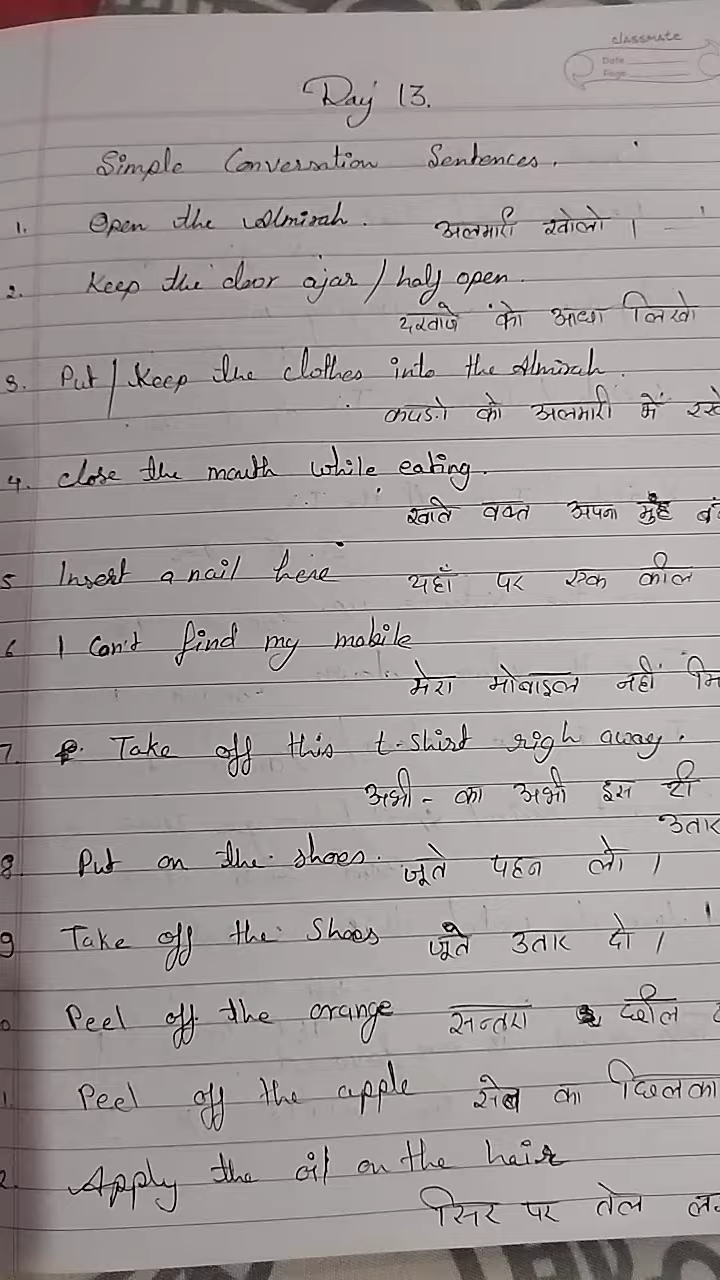 classmate
Date
Page
Day 13.
Simple Conversation Sentences.
1. Open the Almirah. अलमारी खोलो ।
2. Keep the door ajar / half open.
दरवाजे को आधा लिखो
3. Put / Keep the clothes into the Almirah.
कपड़ो को अलमारी में रखो
4. close the mouth while eating.
खाते वक्त अपना मुँह
5 Insert a nail here यहाँ पर एक कील
6 I can't find my mobile
मेरा मोबाइल नहीं
7. Take off this t-shirt righ away.
अभी - का अभी इस टी
उतार
8 Put on the shoes. जूते पहन लो ।
9 Take off the shoes जूते उतार दो ।
Peel off the orange सन्तरा छील
Peel off the apple सेब का छिलका
Apply the oil on the hair
सिर पर तेल